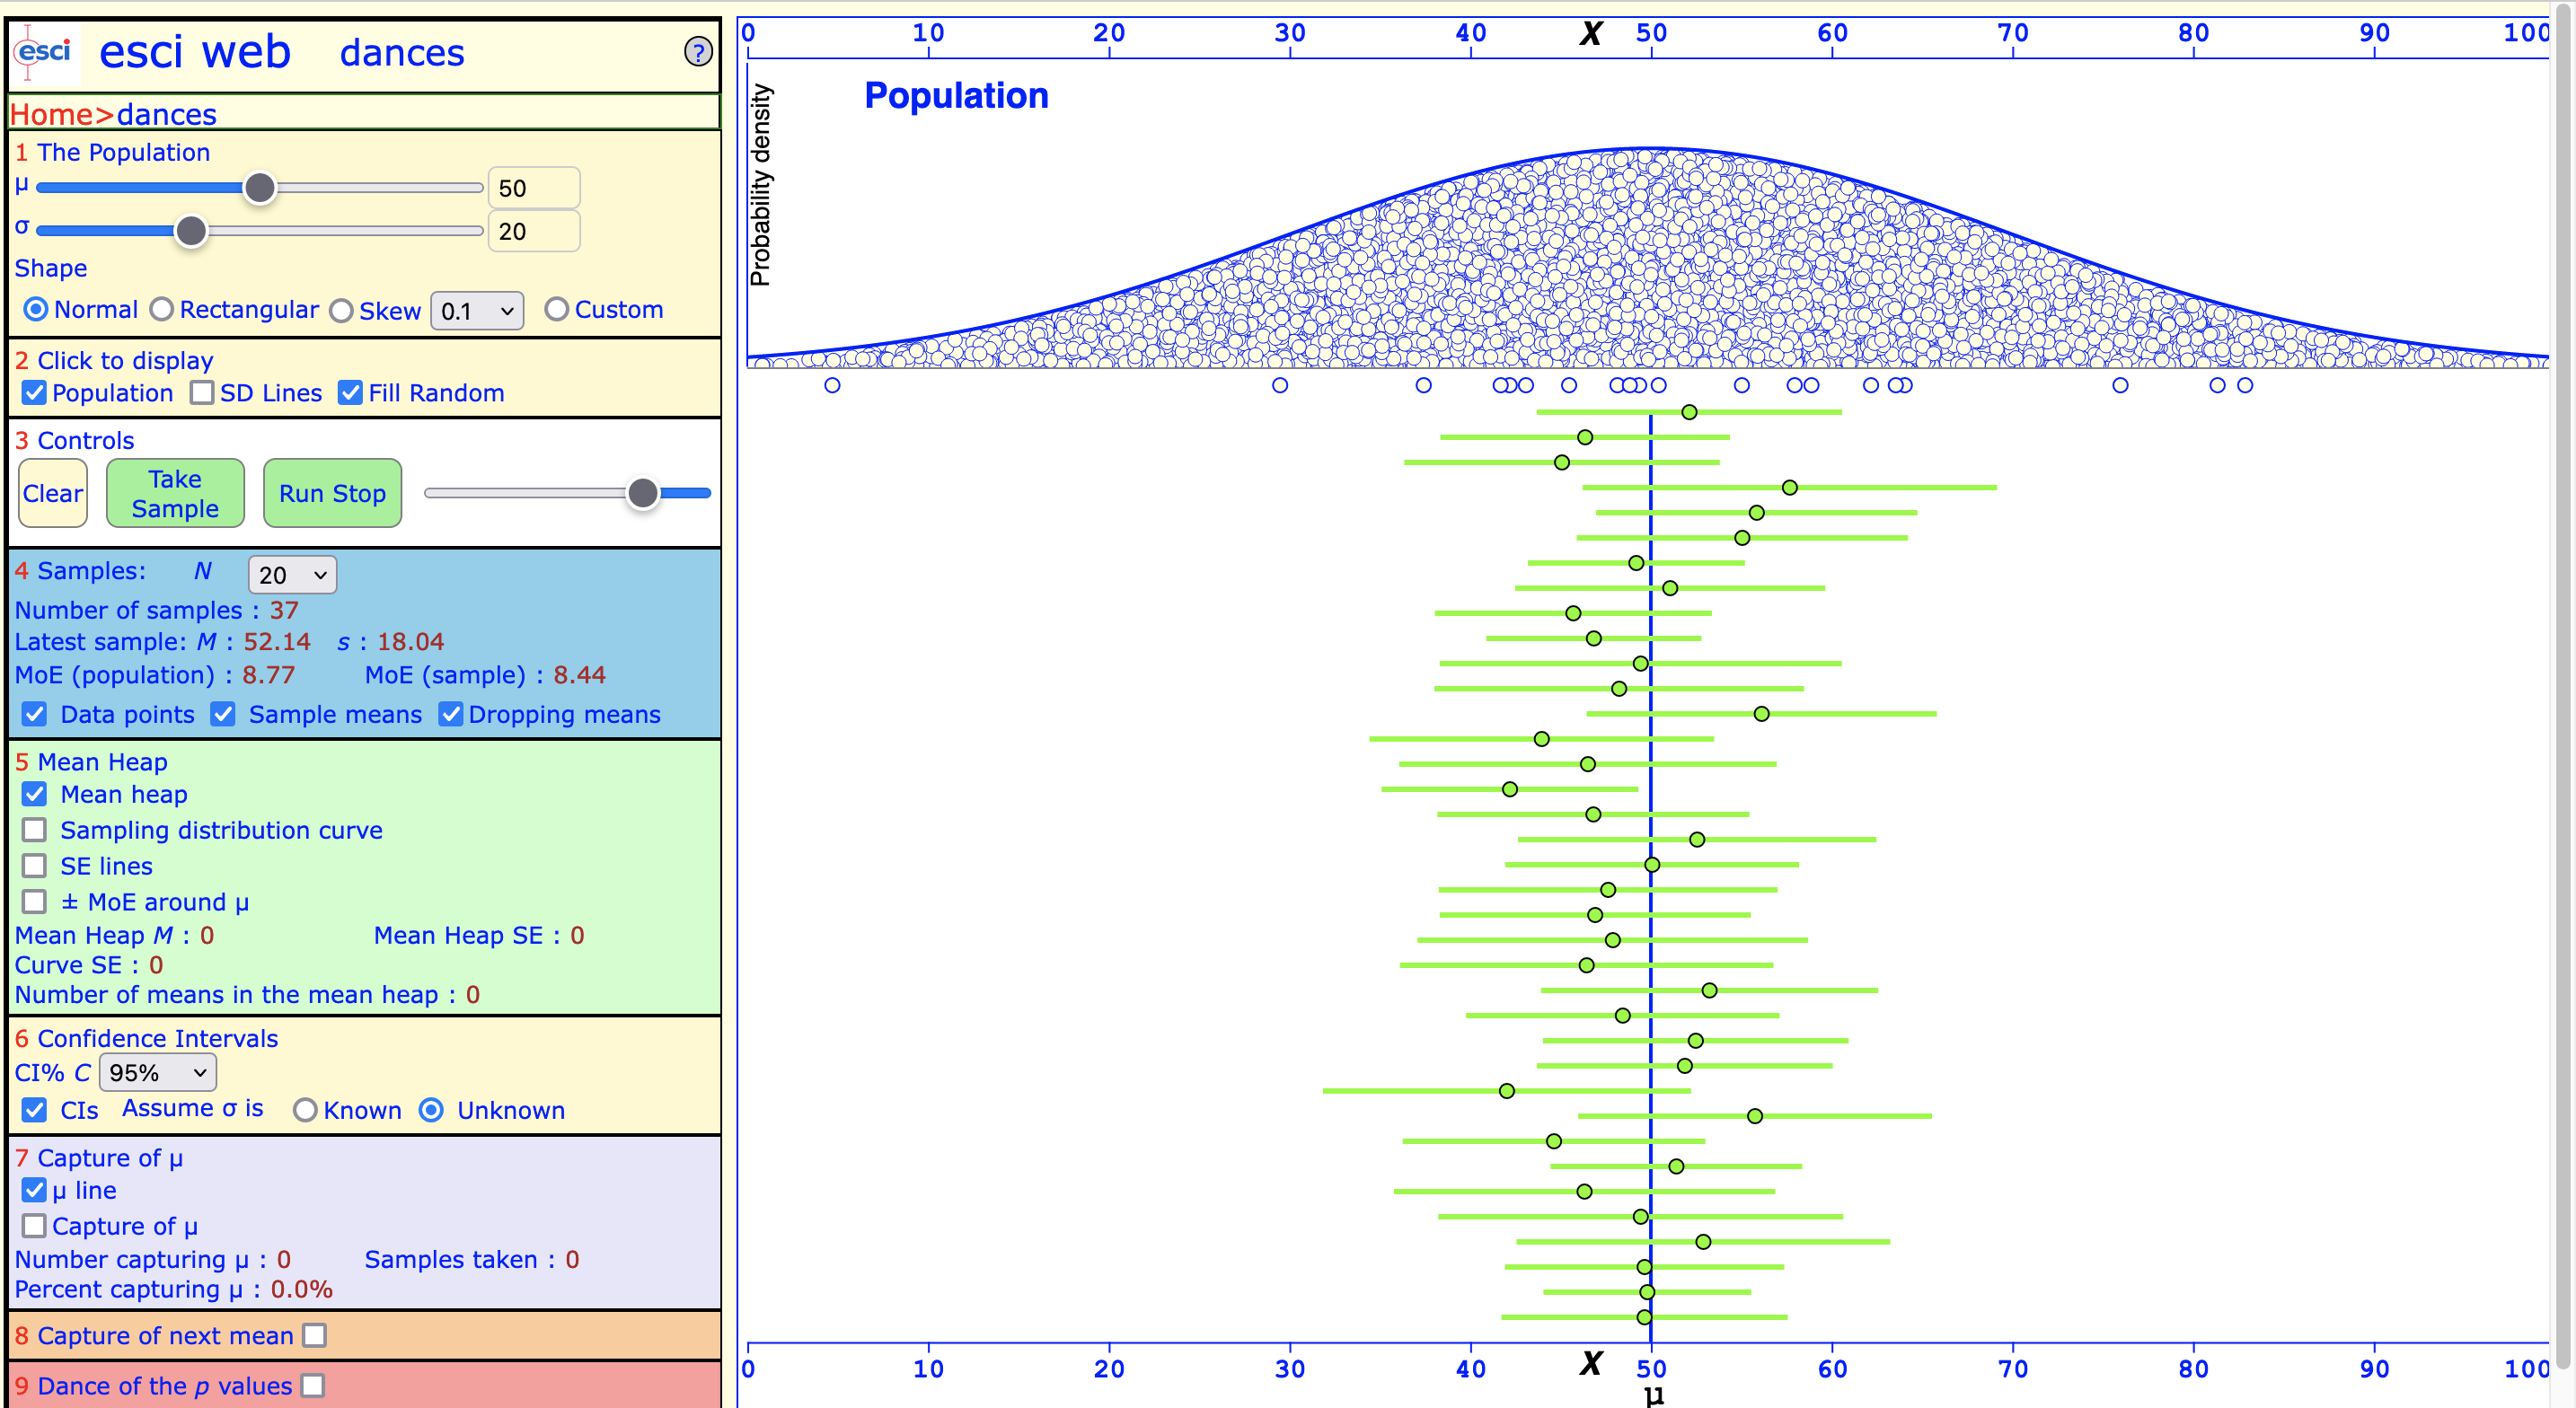 esci esci web dances ?
Home>dances
1 The Population
μ 50
σ 20
Shape
Normal Rectangular Skew 0.1 Custom
2 Click to display
Population SD Lines Fill Random
3 Controls
Clear Take Sample Run Stop
4 Samples: N 20
Number of samples : 37
Latest sample: M : 52.14 s : 18.04
MoE (population) : 8.77 MoE (sample) : 8.44
Data points Sample means Dropping means
5 Mean Heap
Mean heap
Sampling distribution curve
SE lines
± MoE around μ
Mean Heap M : 0 Mean Heap SE : 0
Curve SE : 0
Number of means in the mean heap : 0
6 Confidence Intervals
CI% C 95%
CIs Assume σ is Known Unknown
7 Capture of μ
μ line
Capture of μ
Number capturing μ : 0 Samples taken : 0
Percent capturing μ : 0.0%
8 Capture of next mean
9 Dance of the p values
0 10 20 30 40 X 50 60 70 80 90 100
Population
Probability density
0 10 20 30 40 X 50 60 70 80 90 100
μ